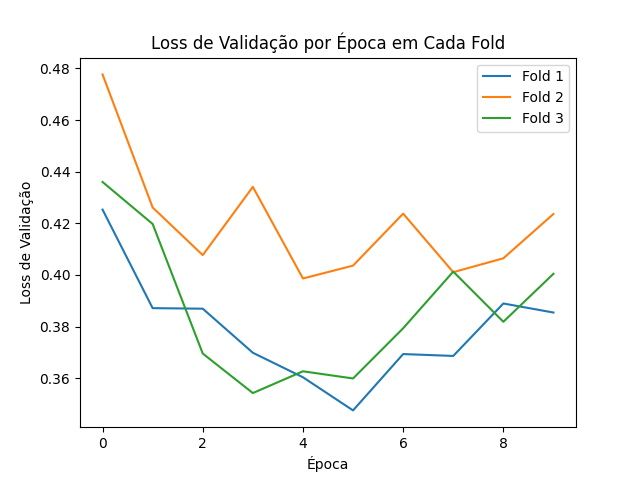 Loss de Validação por Época em Cada Fold
Fold 1
Fold 2
Fold 3
Loss de Validação
0.48
0.46
0.44
0.42
0.40
0.38
0.36
0
2
4
6
8
Época